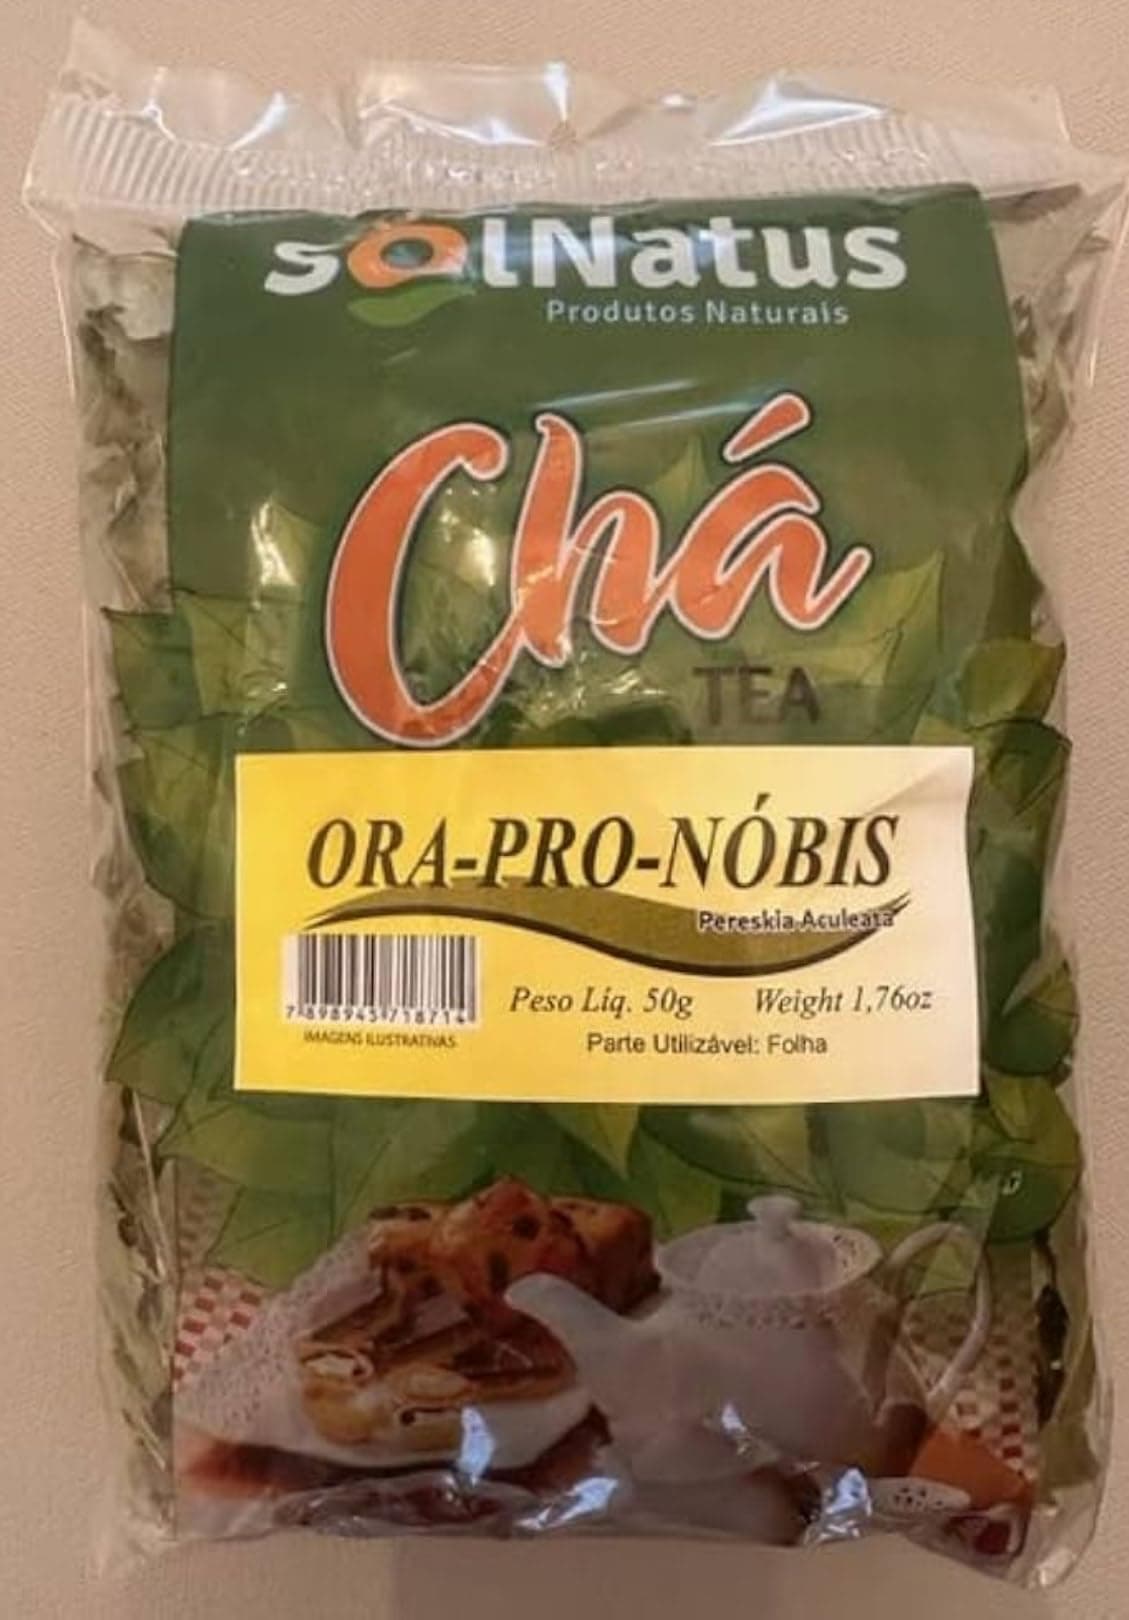 solNatus
Produtos Naturais
Chá
TEA
ORA-PRO-NÓBIS
Pereskia Aculeata
Peso Líq. 50g Weight 1,76oz
Parte Utilizável: Folha
7898945718714
IMAGENS ILUSTRATIVAS